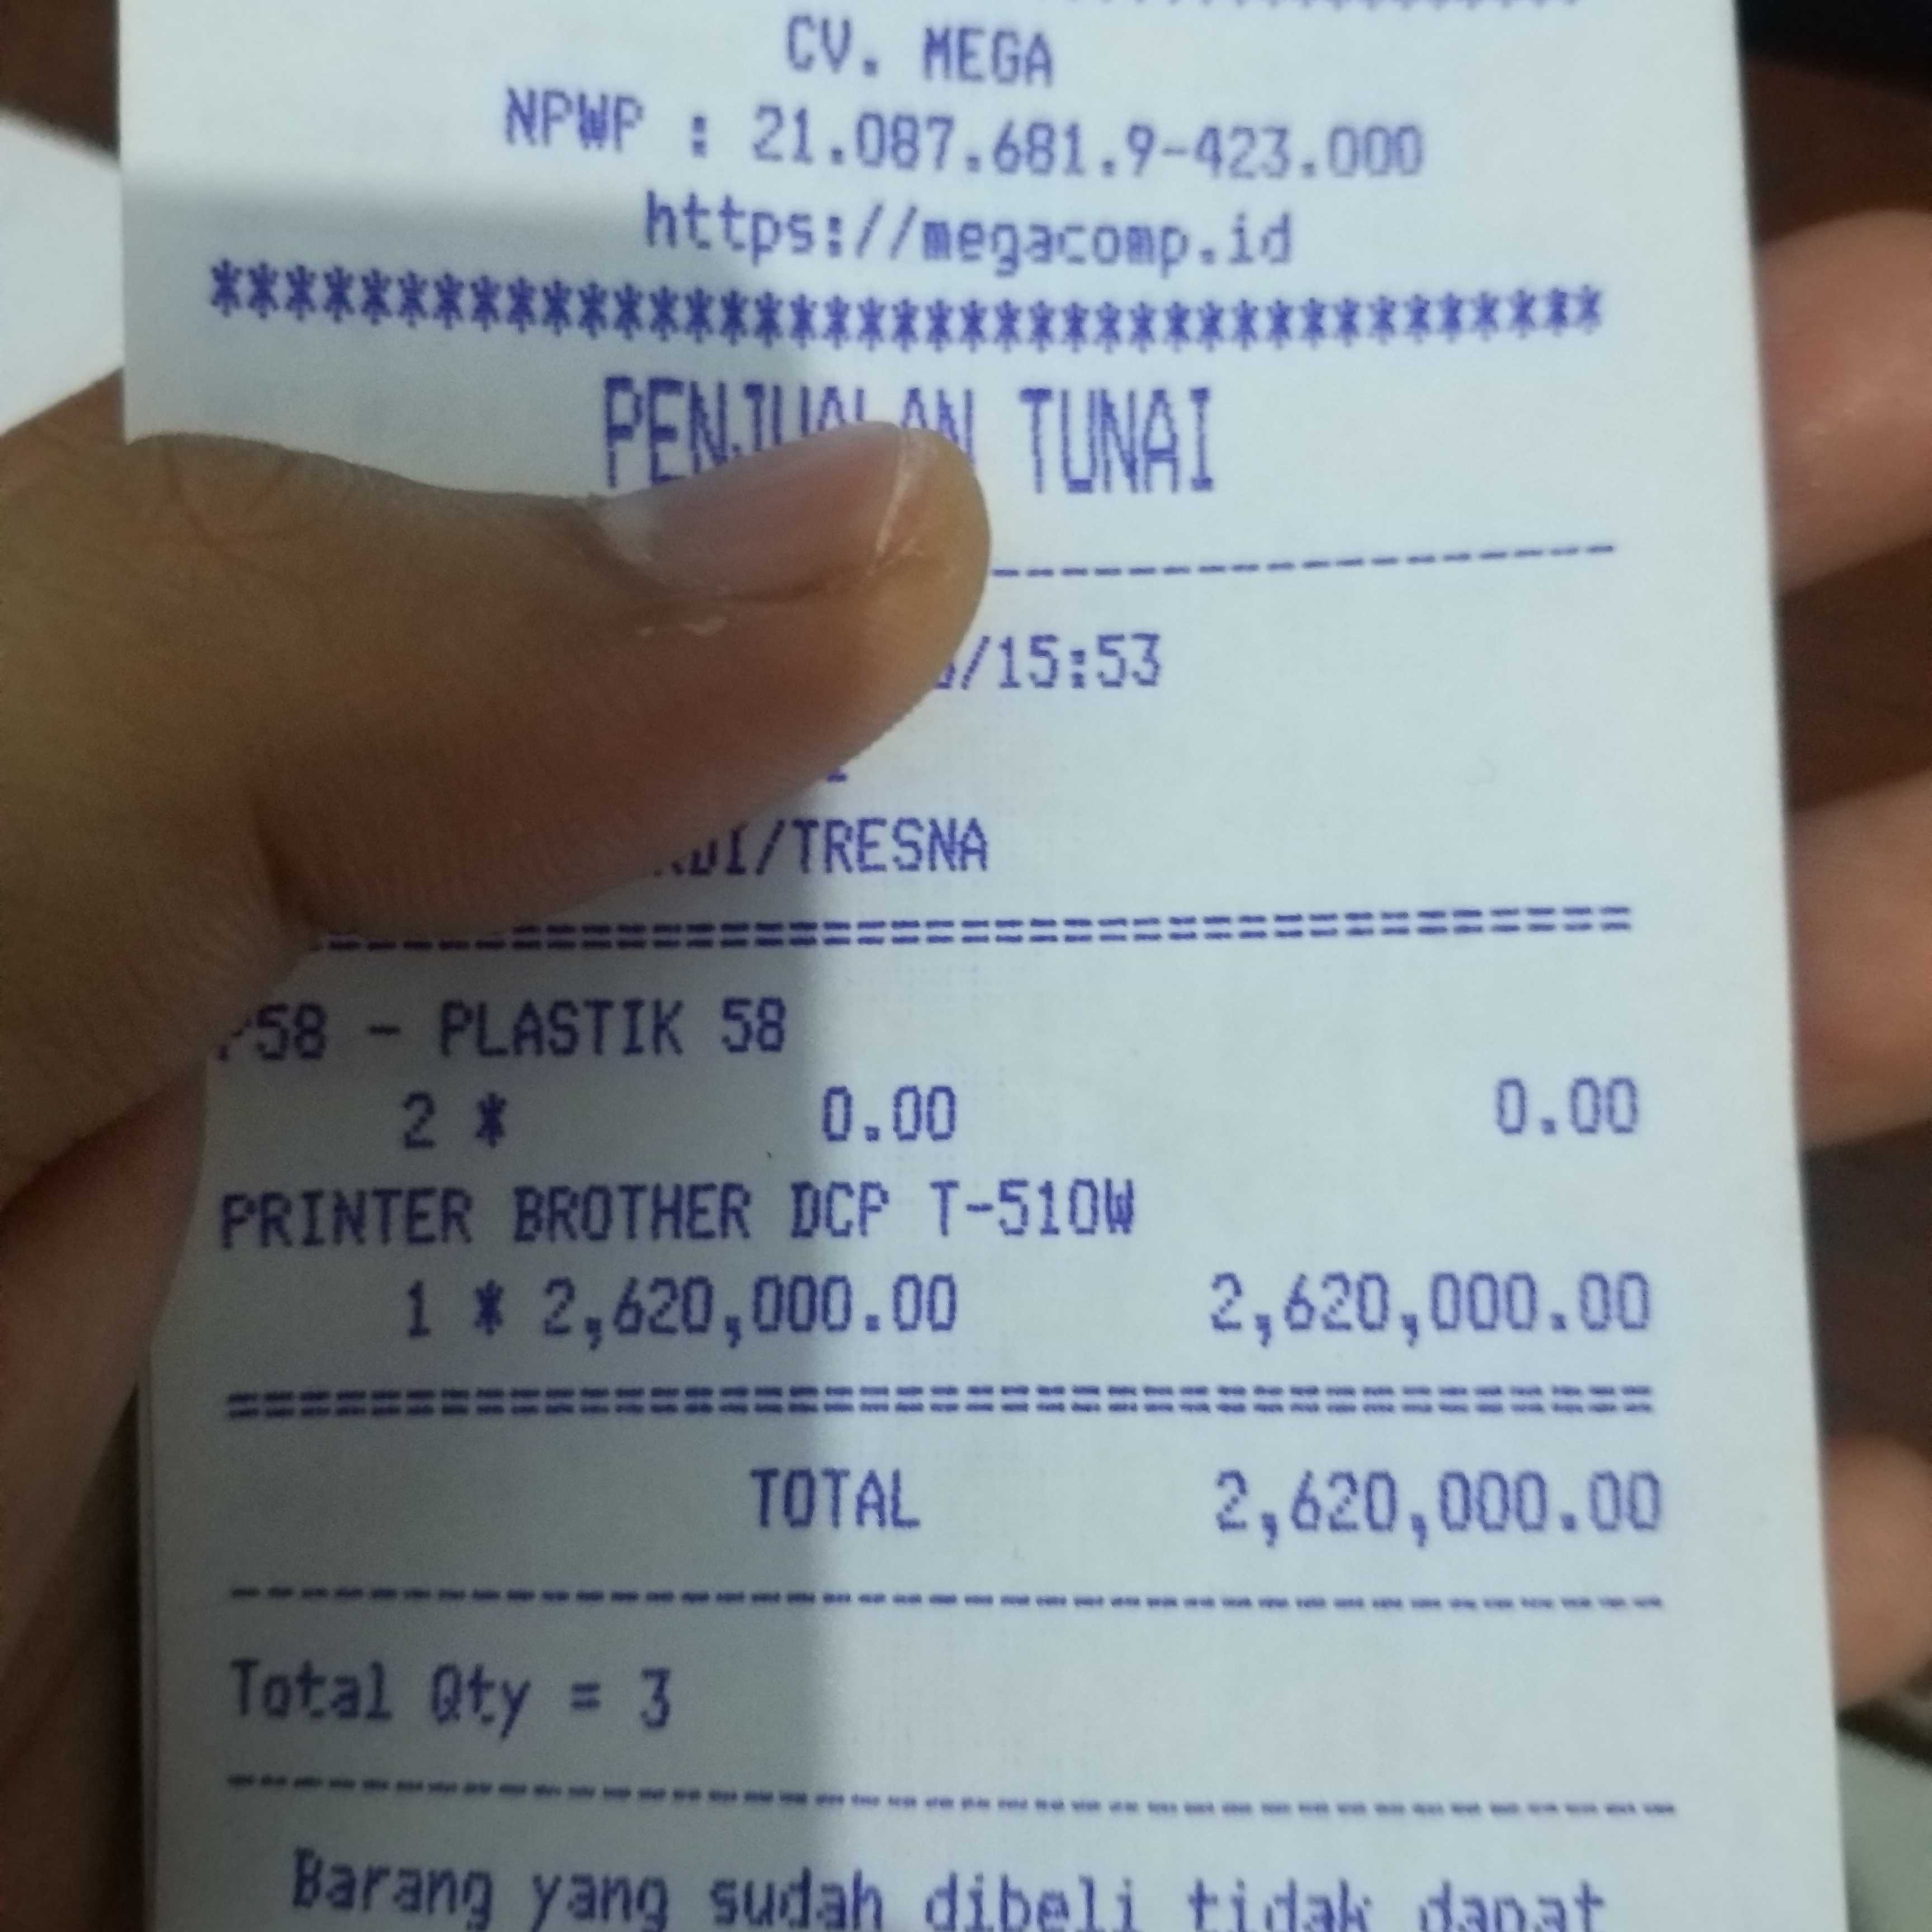 CV. MEGA
NPWP : 21.087.681.9-423.000
https://megacomp.id
***************************************
PENJUALAN TUNAI
/15:53
/TRESNA
P58 - PLASTIK 58
2 * 0.00 0.00
PRINTER BROTHER DCP T-510W
1 * 2,620,000.00 2,620,000.00
TOTAL 2,620,000.00
Total Qty = 3
Barang yang sudah dibeli tidak dapat